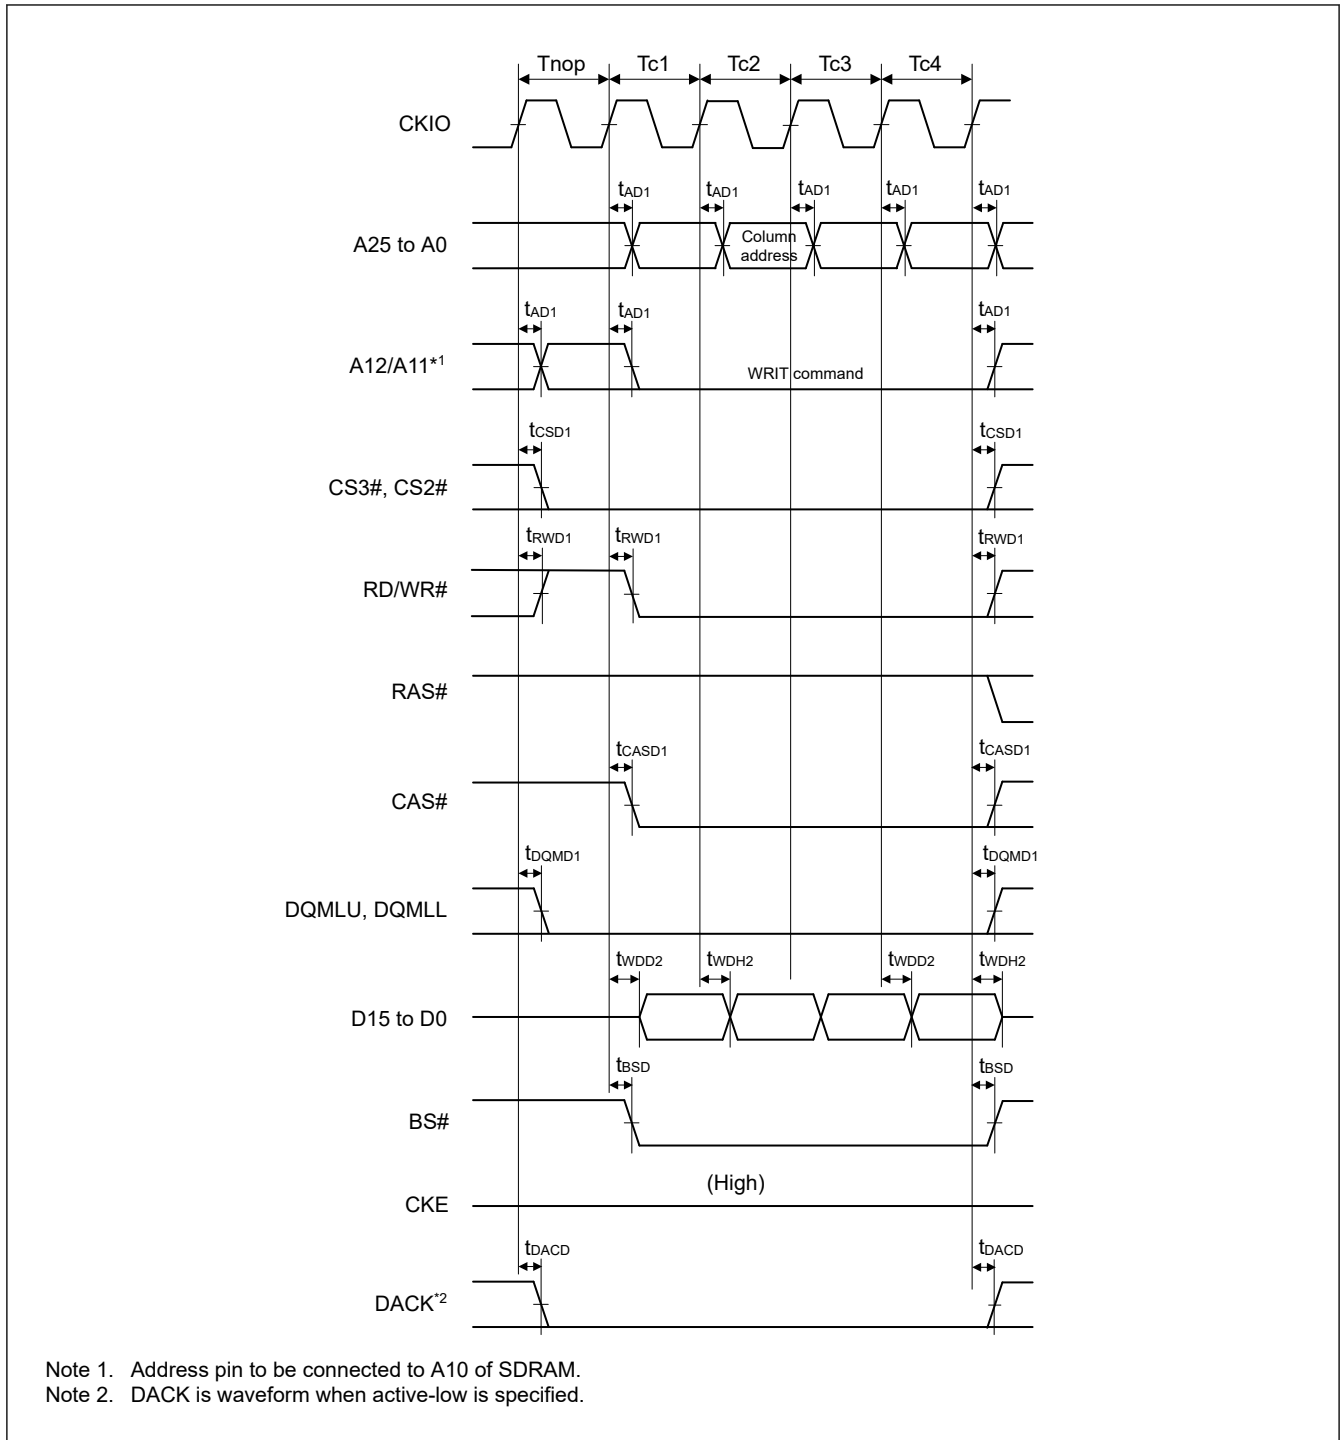 Tnop Tc1 Tc2 Tc3 Tc4
CKIO
tAD1 tAD1 tAD1 tAD1 tAD1
A25 to A0
Column
address
tAD1 tAD1 tAD1
A12/A11*1
WRIT command
tCSD1 tCSD1
CS3#, CS2#
tRWD1 tRWD1 tRWD1
RD/WR#
RAS#
tCASD1 tCASD1
CAS#
tDQMD1 tDQMD1
DQMLU, DQMLL
tWDD2 tWDH2 tWDD2 tWDH2
D15 to D0
tBSD tBSD
BS#
(High)
CKE
tDACD tDACD
DACK*2
Note 1. Address pin to be connected to A10 of SDRAM.
Note 2. DACK is waveform when active-low is specified.